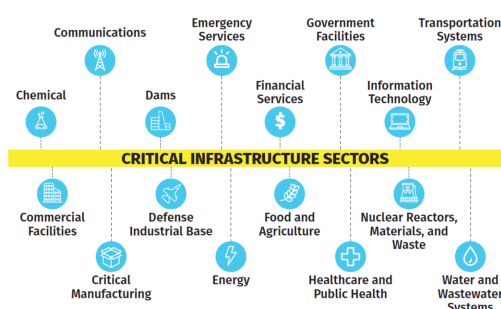 Communications
Emergency
Services
Government
Facilities
Transportation
Systems
Chemical
Dams
Financial
Services
Information
Technology
$
CRITICAL INFRASTRUCTURE SECTORS
Commercial
Facilities
Defense
Industrial Base
Food and
Agriculture
Nuclear Reactors,
Materials, and
Waste
Critical
Manufacturing
Energy
Healthcare and
Public Health
Water and
Wastewater
Systems